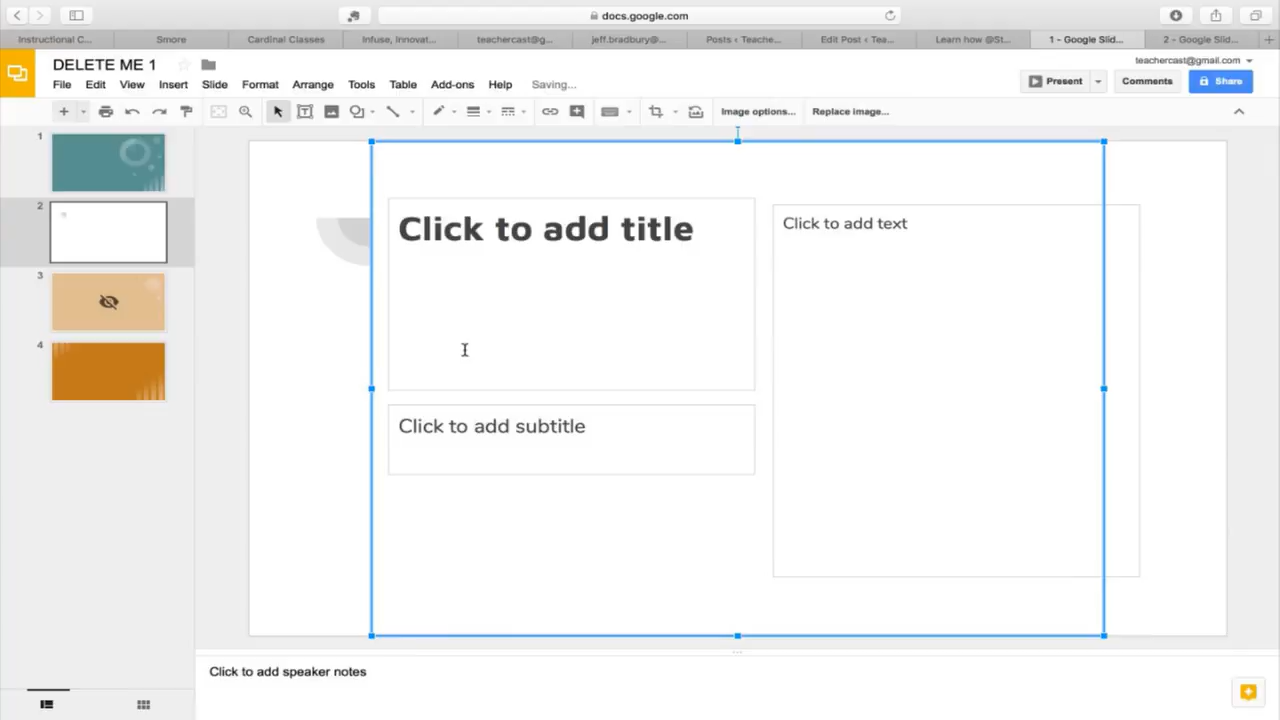 docs.google.com
Instructional C...
Smore
Cardinal Classes
Infuse, Innovat...
teachercast@g...
jeff.bradbury@...
Posts ‹ Teache...
Edit Post ‹ Tea...
Learn how @St...
1 - Google Slid...
2 - Google Slid...
DELETE ME 1
teachercast@gmail.com
File Edit View Insert Format Arrange Slide Tools Table Add-ons Help Saving...
Present
Comments
Share
Image options...
Replace image...
1
2
3
4
Click to add title
Click to add text
Click to add subtitle
Click to add speaker notes